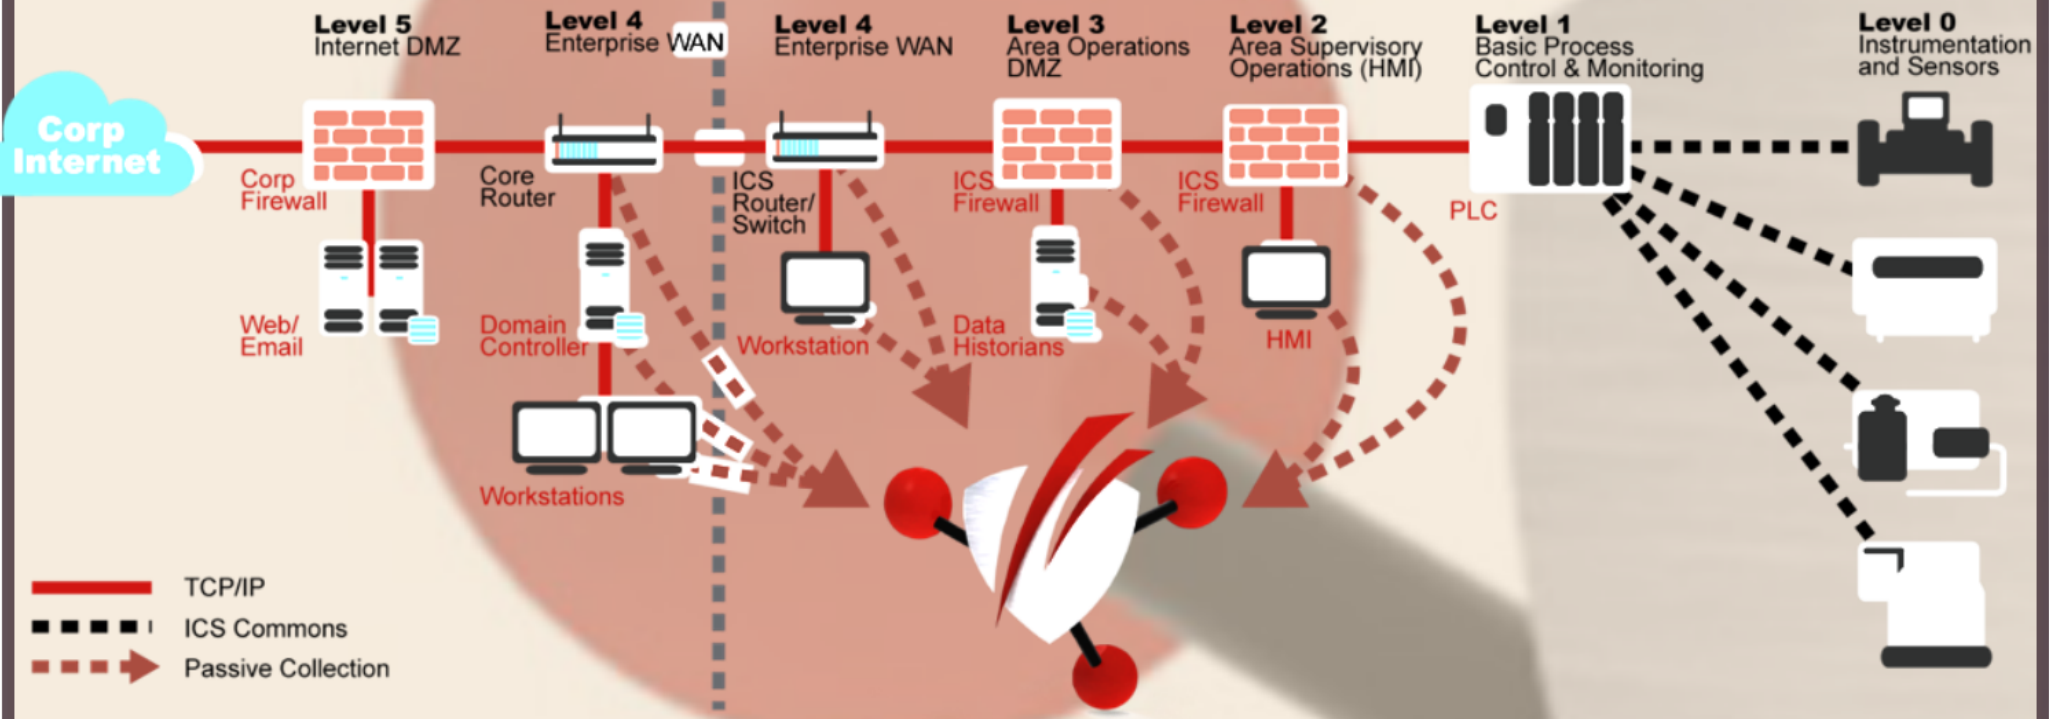 Level 5
Internet DMZ
Level 4
Enterprise WAN
Level 4
Enterprise WAN
Level 3
Area Operations
DMZ
Level 2
Area Supervisory
Operations (HMI)
Level 1
Basic Process
Control & Monitoring
Level 0
Instrumentation
and Sensors
Corp
Internet
Corp
Firewall
Core
Router
ICS
Router/
Switch
ICS
Firewall
ICS
Firewall
PLC
Web/
Email
Domain
Controller
Workstation
Data
Historians
HMI
Workstations
TCP/IP
ICS Commons
Passive Collection